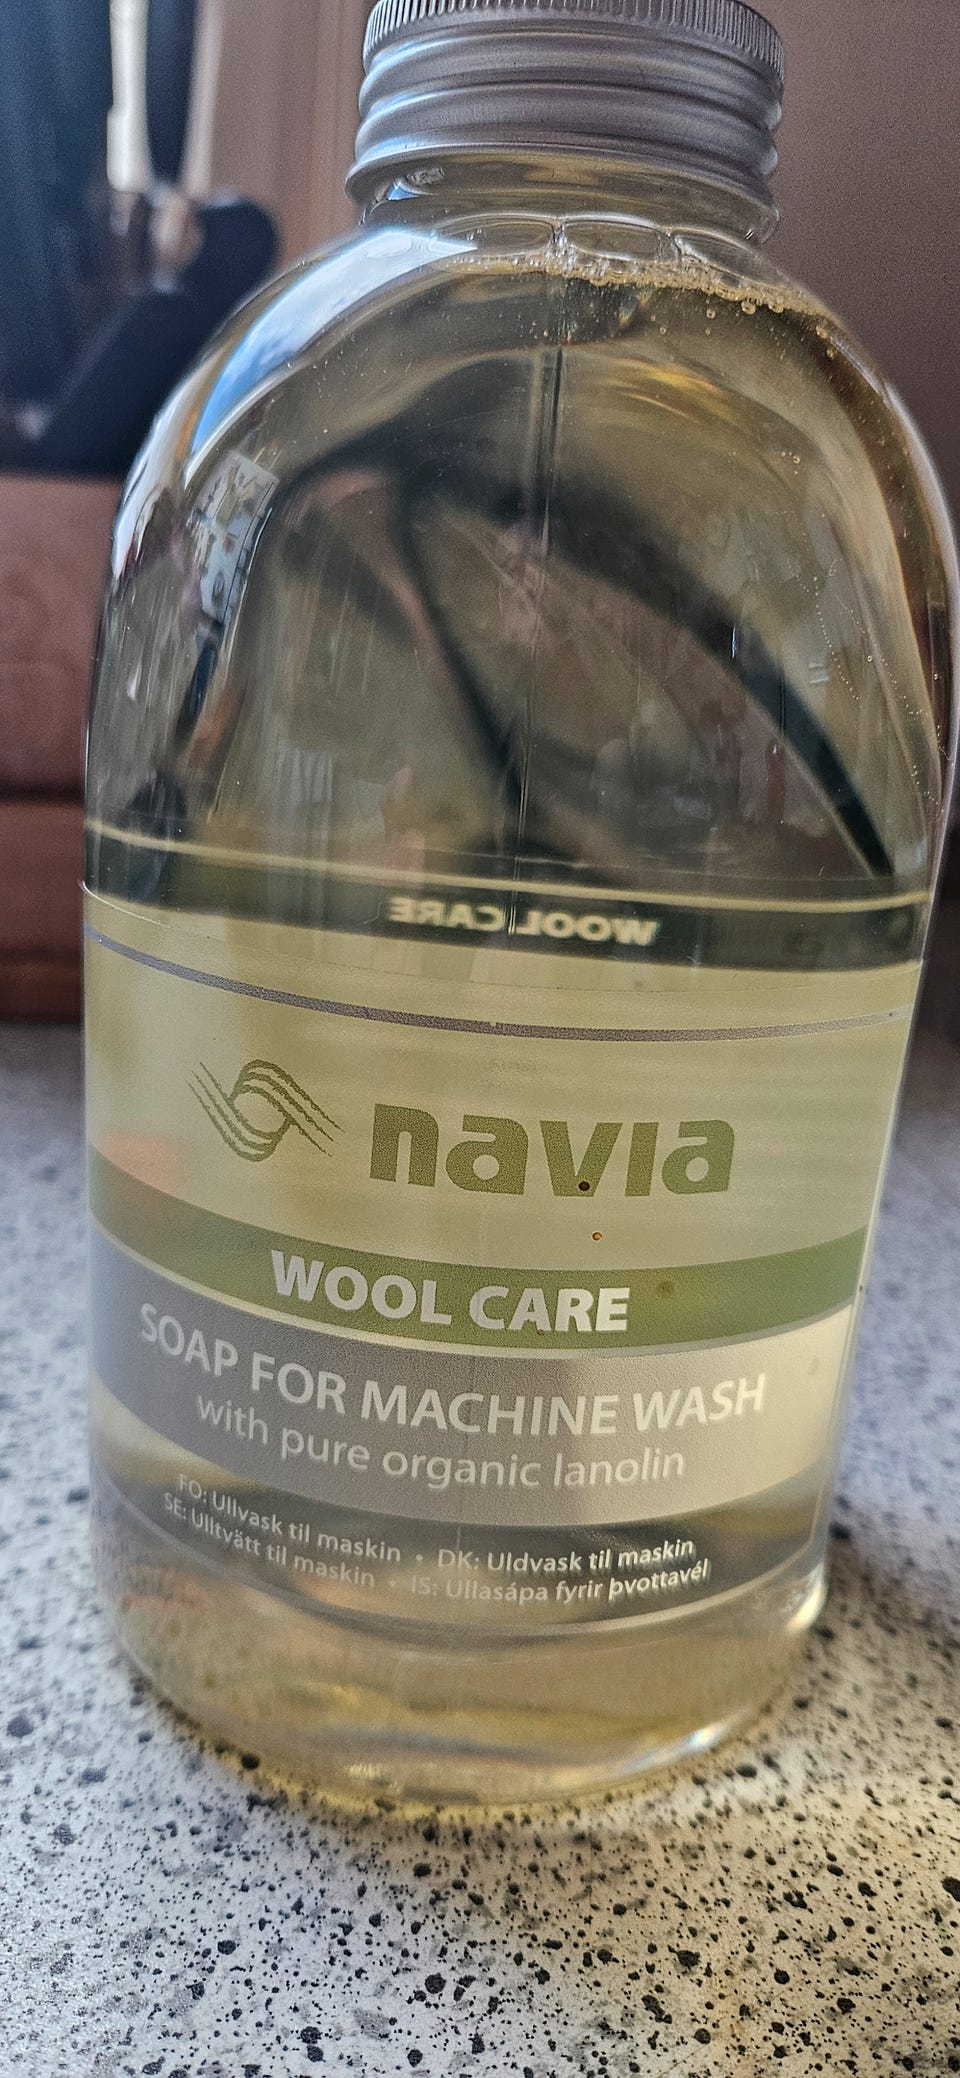 WOOL CARE
navia
WOOL CARE
SOAP FOR MACHINE WASH
with pure organic lanolin
FO: Ullvask til maskin • DK: Uldvask til maskin
SE: Ulltvätt til maskin IS: Ullasápa fyrir þvottavél